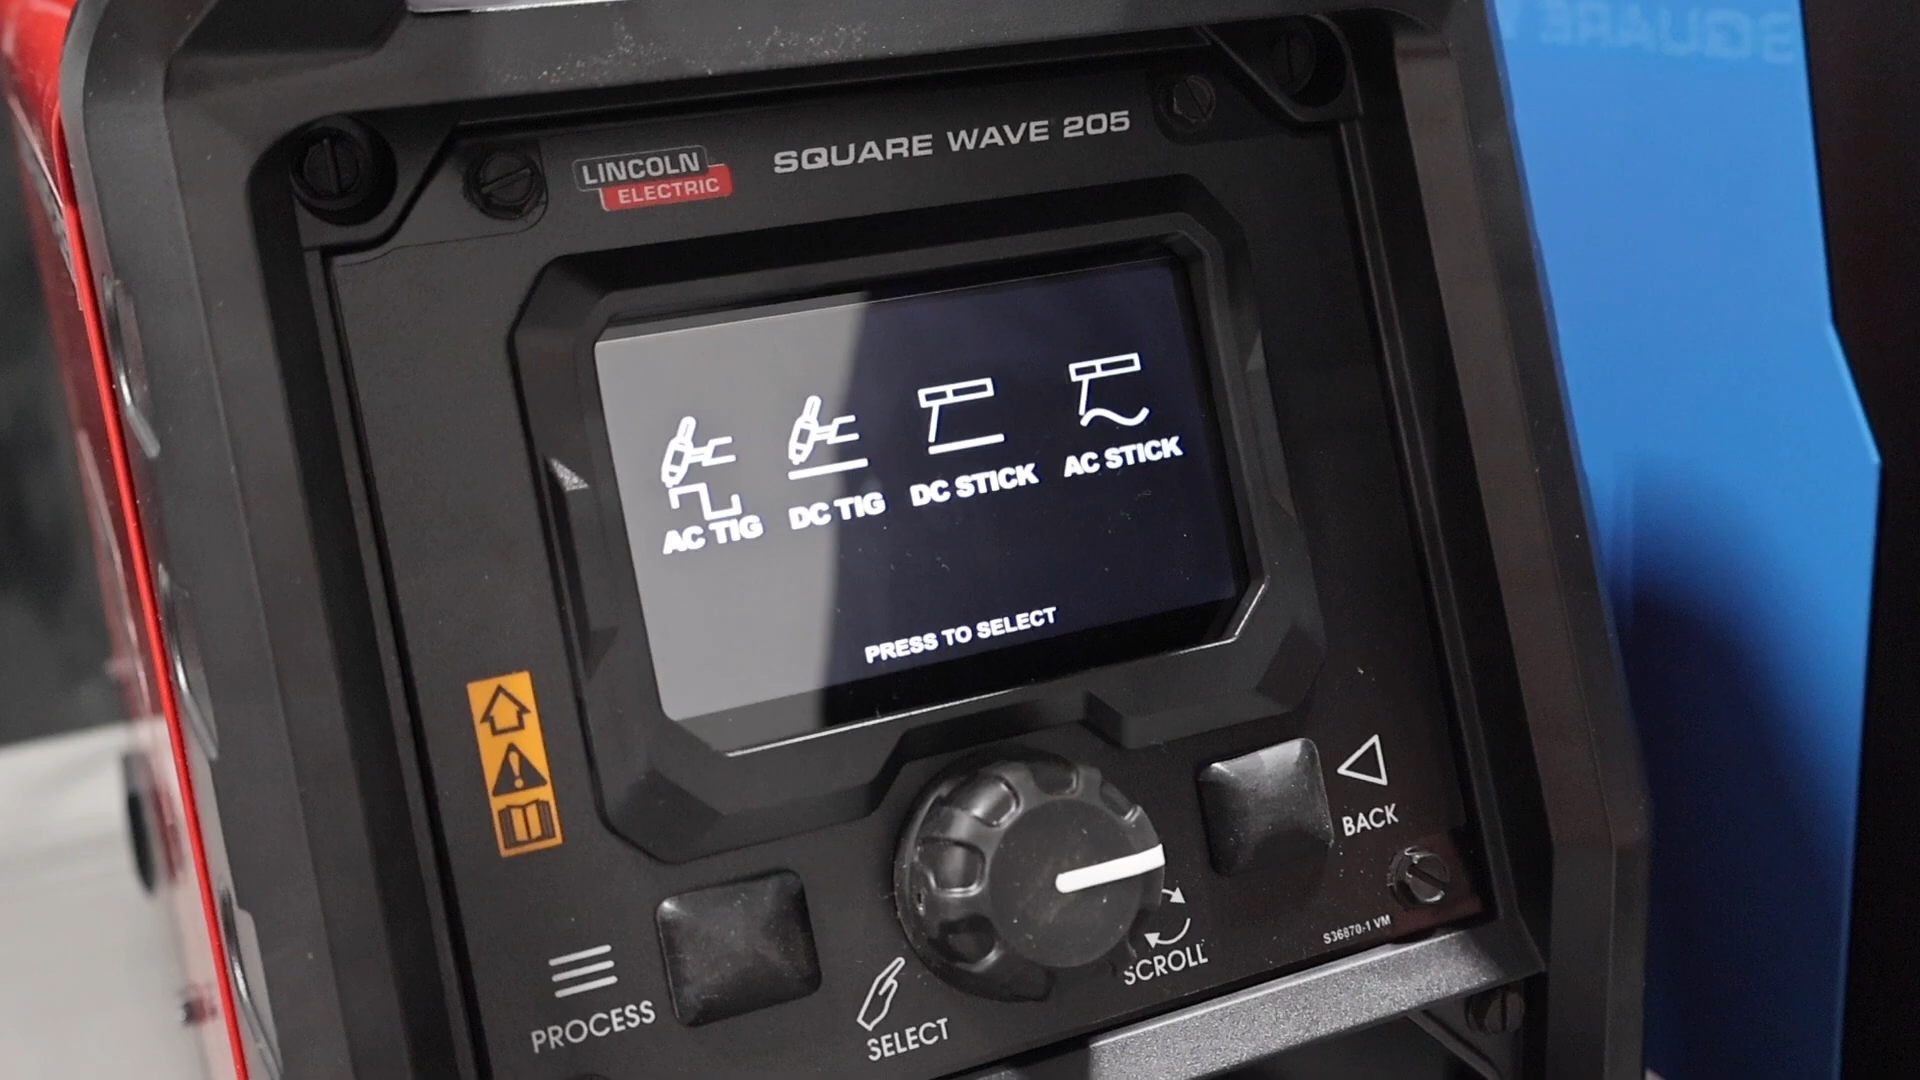 LINCOLN
ELECTRIC
SQUARE WAVE 205
AC TIG
DC TIG
DC STICK
AC STICK
PRESS TO SELECT
PROCESS
SELECT
SCROLL
BACK
S36870-1 VM
SQUARE